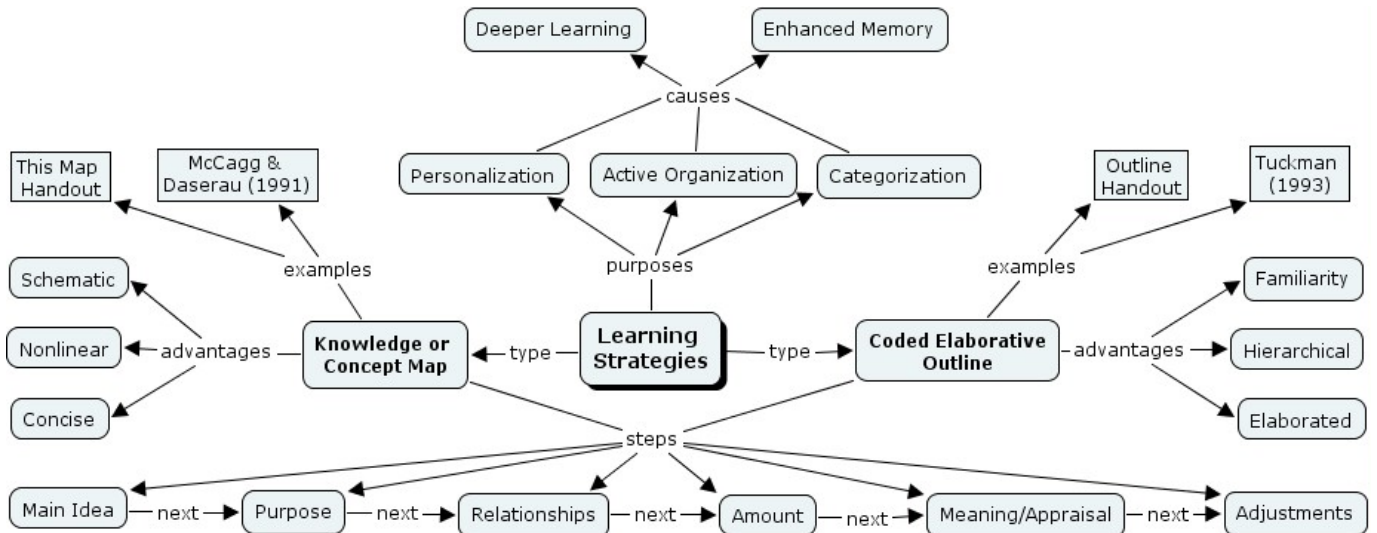 Deeper Learning
Enhanced Memory
causes
This Map
Handout
McCagg &
Daserau (1991)
Personalization
Active Organization
Categorization
Outline
Handout
Tuckman
(1993)
examples
purposes
examples
Schematic
Nonlinear
Concise
advantages
Knowledge or
Concept Map
type
Learning
Strategies
type
Coded Elaborative
Outline
advantages
Familiarity
Hierarchical
Elaborated
steps
Main Idea
next
Purpose
next
Relationships
next
Amount
next
Meaning/Appraisal
next
Adjustments